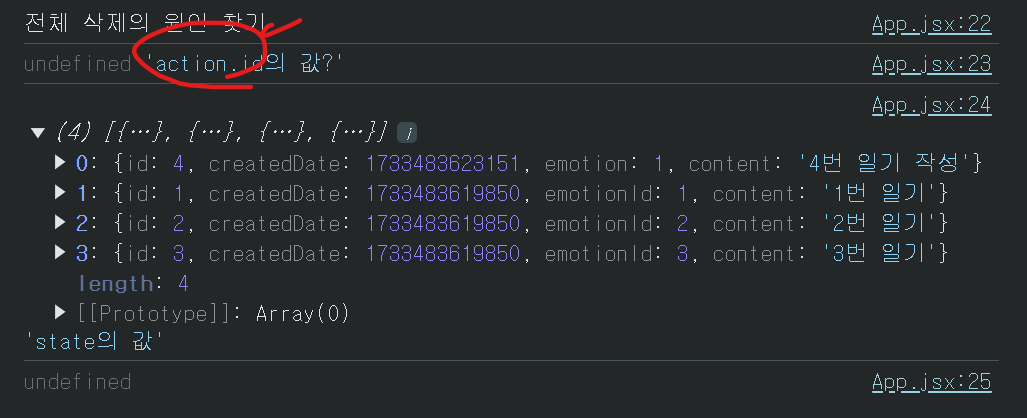 전체 삭제의 원인 찾기 App.jsx:22
undefined 'action.id의 값?' App.jsx:23
App.jsx:24
(4) [{…}, {…}, {…}, {…}] i
0: {id: 4, createdDate: 1733483623151, emotion: 1, content: '4번 일기 작성'}
1: {id: 1, createdDate: 1733483619850, emotionId: 1, content: '1번 일기'}
2: {id: 2, createdDate: 1733483619850, emotionId: 2, content: '2번 일기'}
3: {id: 3, createdDate: 1733483619850, emotionId: 3, content: '3번 일기'}
length: 4
[[Prototype]]: Array(0)
'state의 값'
undefined App.jsx:25